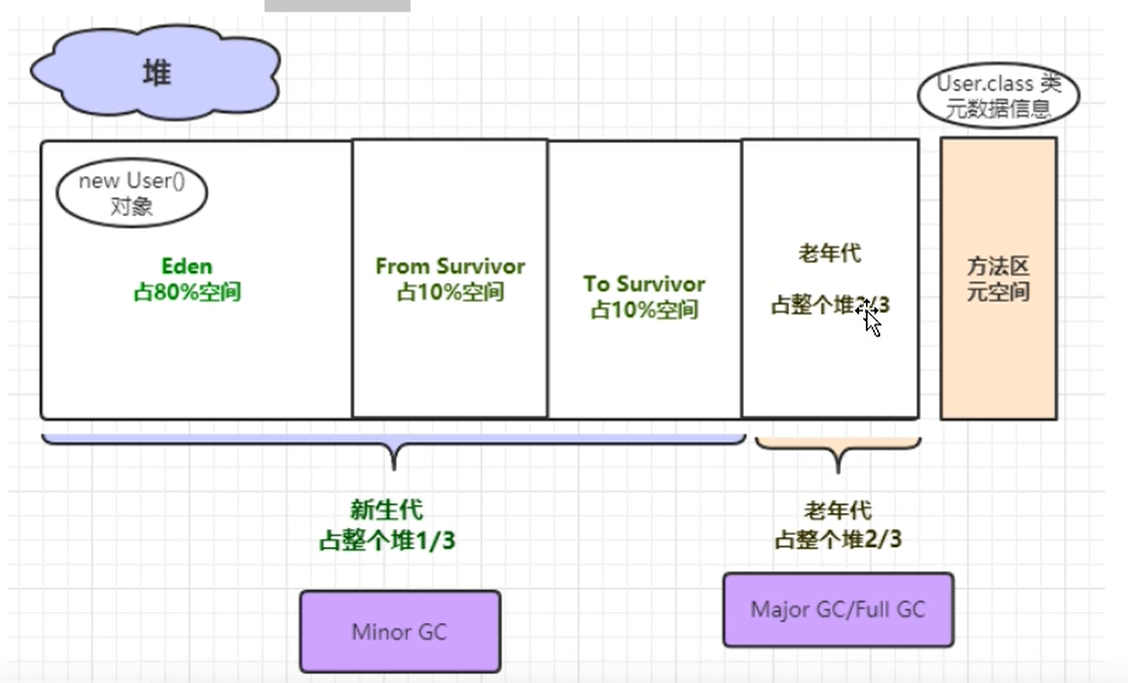 堆
User.class 类
元数据信息
new User()
对象
Eden
占80%空间
From Survivor
占10%空间
To Survivor
占10%空间
老年代
占整个堆2/3
方法区
元空间
新生代
占整个堆1/3
老年代
占整个堆2/3
Minor GC
Major GC/Full GC